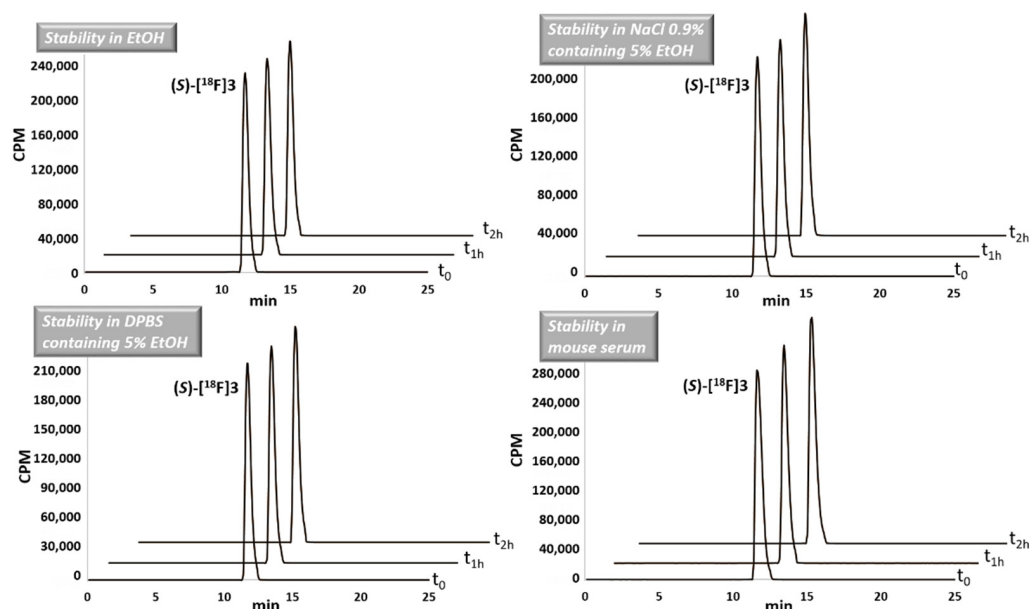 Stability in EtOH
240,000
200,000
160,000
120,000
80,000
40,000
0
CPM
(S)-[¹⁸F]3
t2h
t1h
t0
0 5 10 15 20 25
min
Stability in NaCl 0.9%
containing 5% EtOH
200,000
160,000
120,000
80,000
40,000
0
CPM
(S)-[¹⁸F]3
t2h
t1h
t0
0 5 10 15 20 25
min
Stability in DPBS
containing 5% EtOH
210,000
180,000
150,000
120,000
90,000
60,000
30,000
0
CPM
(S)-[¹⁸F]3
t2h
t1h
t0
0 5 10 15 20 25
min
Stability in
mouse serum
280,000
240,000
200,000
160,000
120,000
80,000
40,000
0
CPM
(S)-[¹⁸F]3
t2h
t1h
t0
0 5 10 15 20 25
min